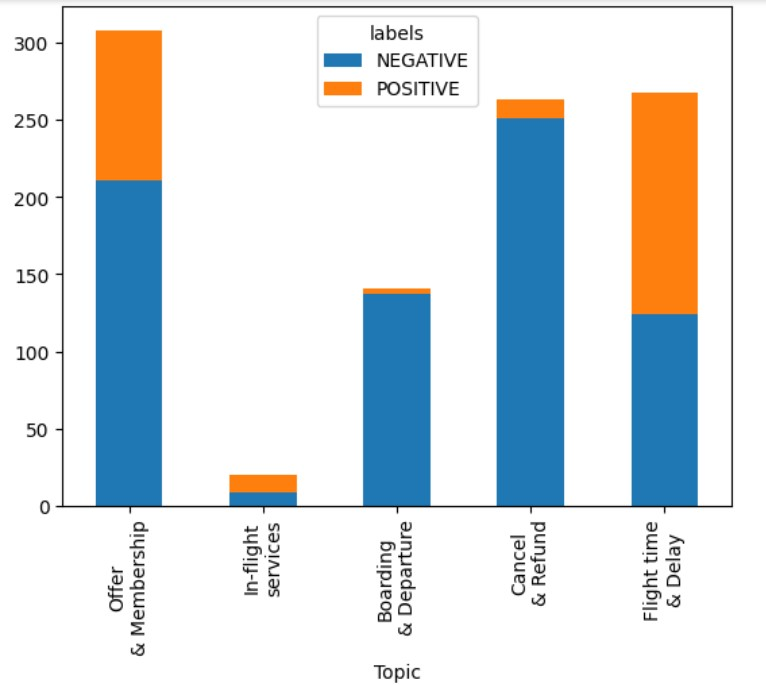 labels
NEGATIVE
POSITIVE
300
250
200
150
100
50
0
Offer
& Membership
In-flight
services
Boarding
& Departure
Cancel
& Refund
Flight time
& Delay
Topic